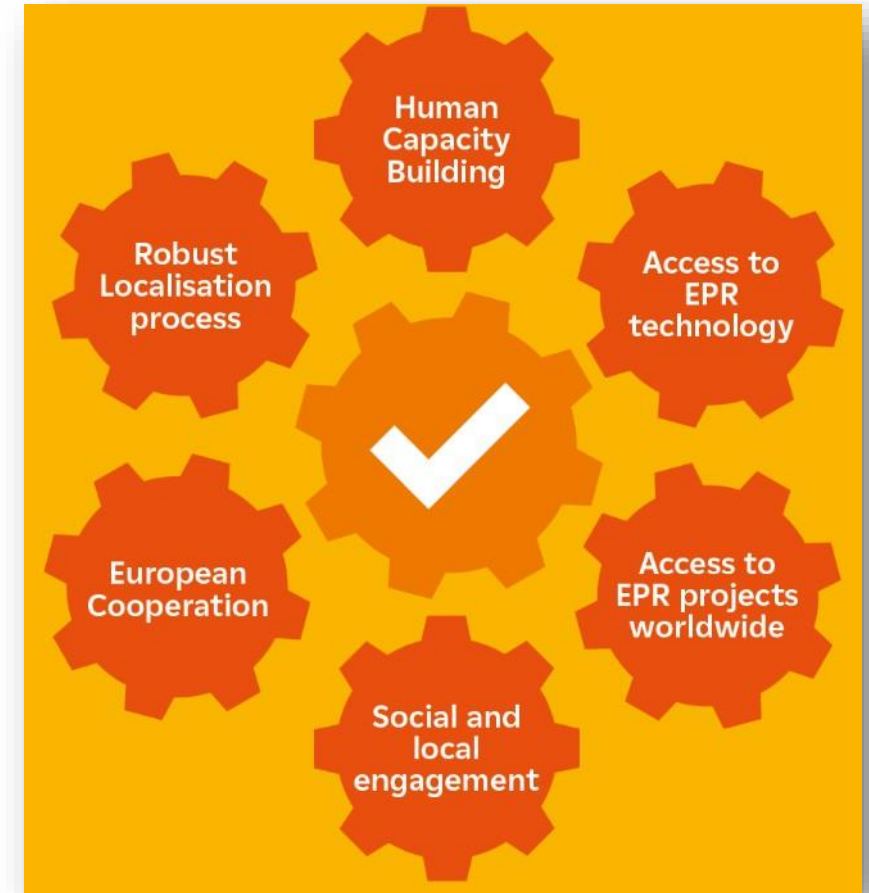 Human
Capacity
Building
Robust
Localisation
process
Access to
EPR
technology
European
Cooperation
Access to
EPR projects
worldwide
Social and
local
engagement